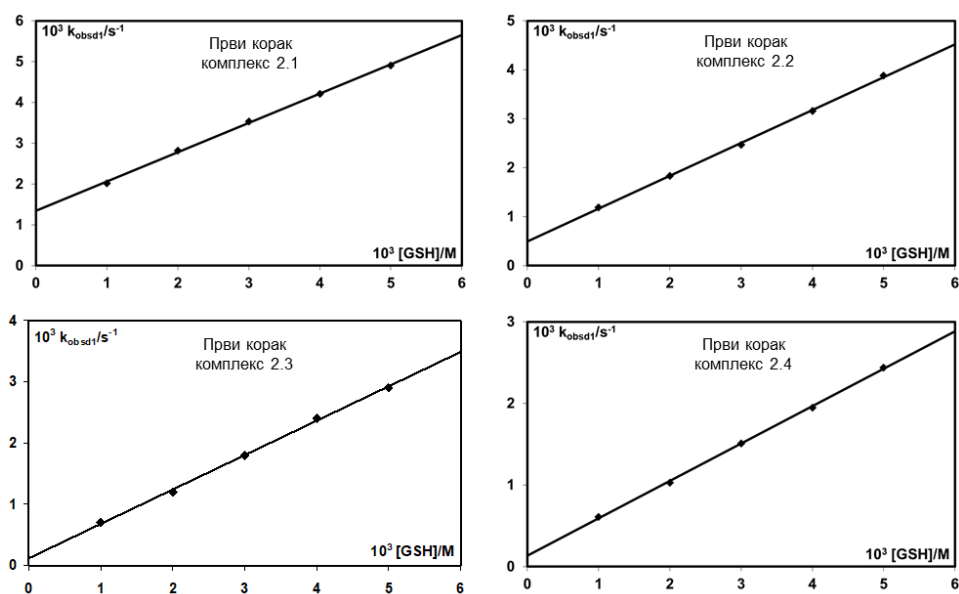 10³ k_obsd1/s⁻¹
Први корак
комплекс 2.1
6
5
4
3
2
1
0
10³ [GSH]/M
0 1 2 3 4 5 6
10³ k_obsd1/s⁻¹
Први корак
комплекс 2.2
5
4
3
2
1
0
10³ [GSH]/M
0 1 2 3 4 5 6
10³ k_obsd1/s⁻¹
Први корак
комплекс 2.3
4
3
2
1
0
10³ [GSH]/M
0 1 2 3 4 5 6
10³ k_obsd1/s⁻¹
Први корак
комплекс 2.4
3
2
1
0
10³ [GSH]/M
0 1 2 3 4 5 6